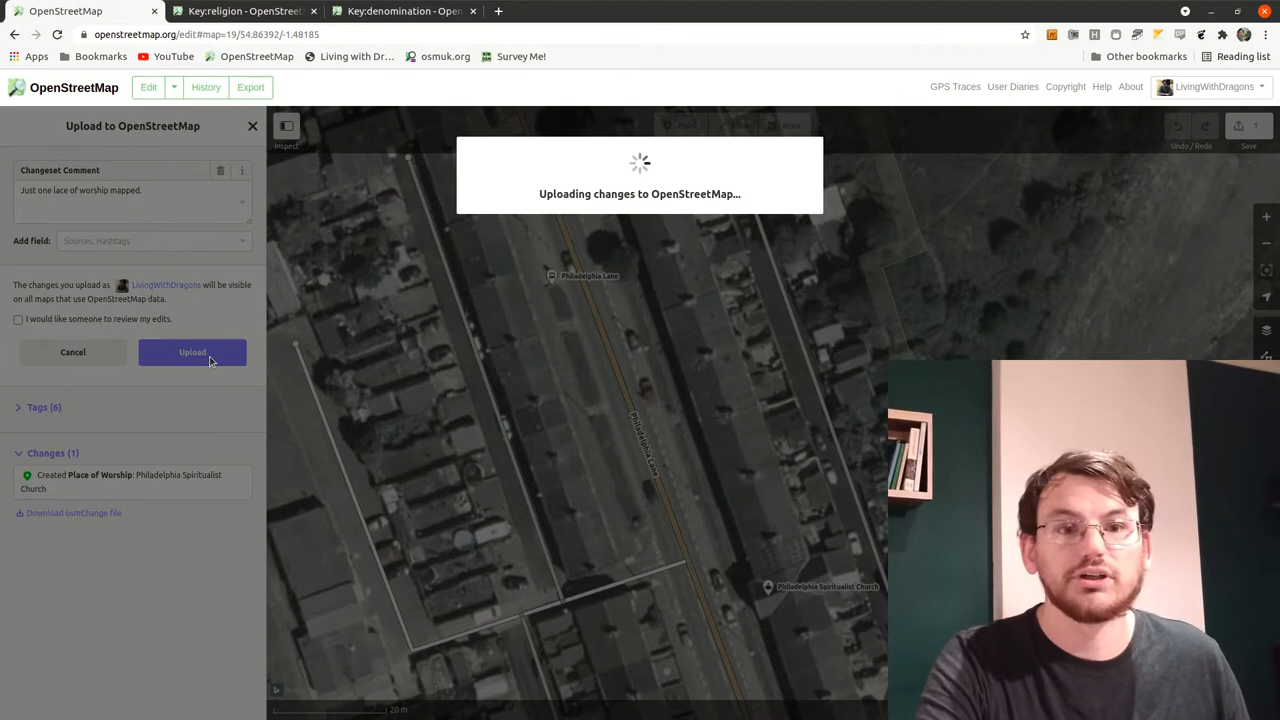 OpenStreetMap
Key:religion - OpenStreet
Key:denomination - Open
openstreetmap.org/edit#map=19/54.86392/-1.48185
Apps
Bookmarks
YouTube
OpenStreetMap
Living with Dr...
osmuk.org
Survey Me!
Other bookmarks
Reading list
OpenStreetMap
Edit
History
Export
GPS Traces
User Diaries
Copyright
Help
About
LivingWithDragons
Upload to OpenStreetMap
Inspect
Area
Undo / Redo
1
Save
Changeset Comment
Just one lace of worship mapped.
Add field:
Sources, Hashtags
The changes you upload as LivingWithDragons will be visible
on all maps that use OpenStreetMap data.
I would like someone to review my edits.
Cancel
Upload
Tags (6)
Changes (1)
Created Place of Worship: Philadelphia Spiritualist
Church
Download osmChange file
Uploading changes to OpenStreetMap...
Philadelphia Lane
Philadelphia Lane
Philadelphia Spiritualist Church
20 m